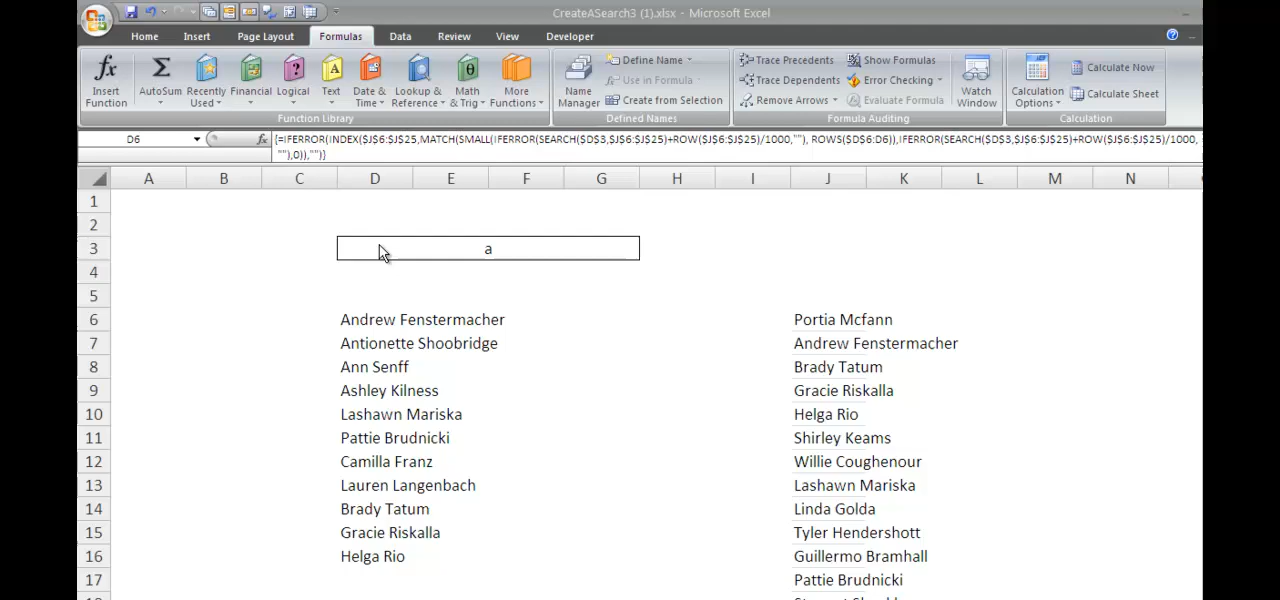 CreateASearch3 (1).xlsx - Microsoft Excel
Home Insert Page Layout Formulas Data Review View Developer
fx Insert Function
Σ AutoSum
Recently Used
Financial
? Logical
A Text
Date & Time
Lookup & Reference
θ Math & Trig
More Functions
Function Library
Name Manager
Define Name
Use in Formula
Create from Selection
Defined Names
Trace Precedents
Trace Dependents
Remove Arrows
Show Formulas
Error Checking
Evaluate Formula
Formula Auditing
Watch Window
Calculation Options
Calculate Now
Calculate Sheet
Calculation
D6 fx {=IFERROR(INDEX($J$6:$J$25,MATCH(SMALL(IFERROR(SEARCH($D$3,$J$6:$J$25)+ROW($J$6:$J$25)/1000,""), ROWS($D$6:D6)),IFERROR(SEARCH($D$3,$J$6:$J$25)+ROW($J$6:$J$25)/1000,
""),0)),"")}
A B C D E F G H I J K L M N
1
2
3 a
4
5
6 Andrew Fenstermacher Portia Mcfann
7 Antionette Shoobridge Andrew Fenstermacher
8 Ann Senff Brady Tatum
9 Ashley Kilness Gracie Riskalla
10 Lashawn Mariska Helga Rio
11 Pattie Brudnicki Shirley Keams
12 Camilla Franz Willie Coughenour
13 Lauren Langenbach Lashawn Mariska
14 Brady Tatum Linda Golda
15 Gracie Riskalla Tyler Hendershott
16 Helga Rio Guillermo Bramhall
17 Pattie Brudnicki